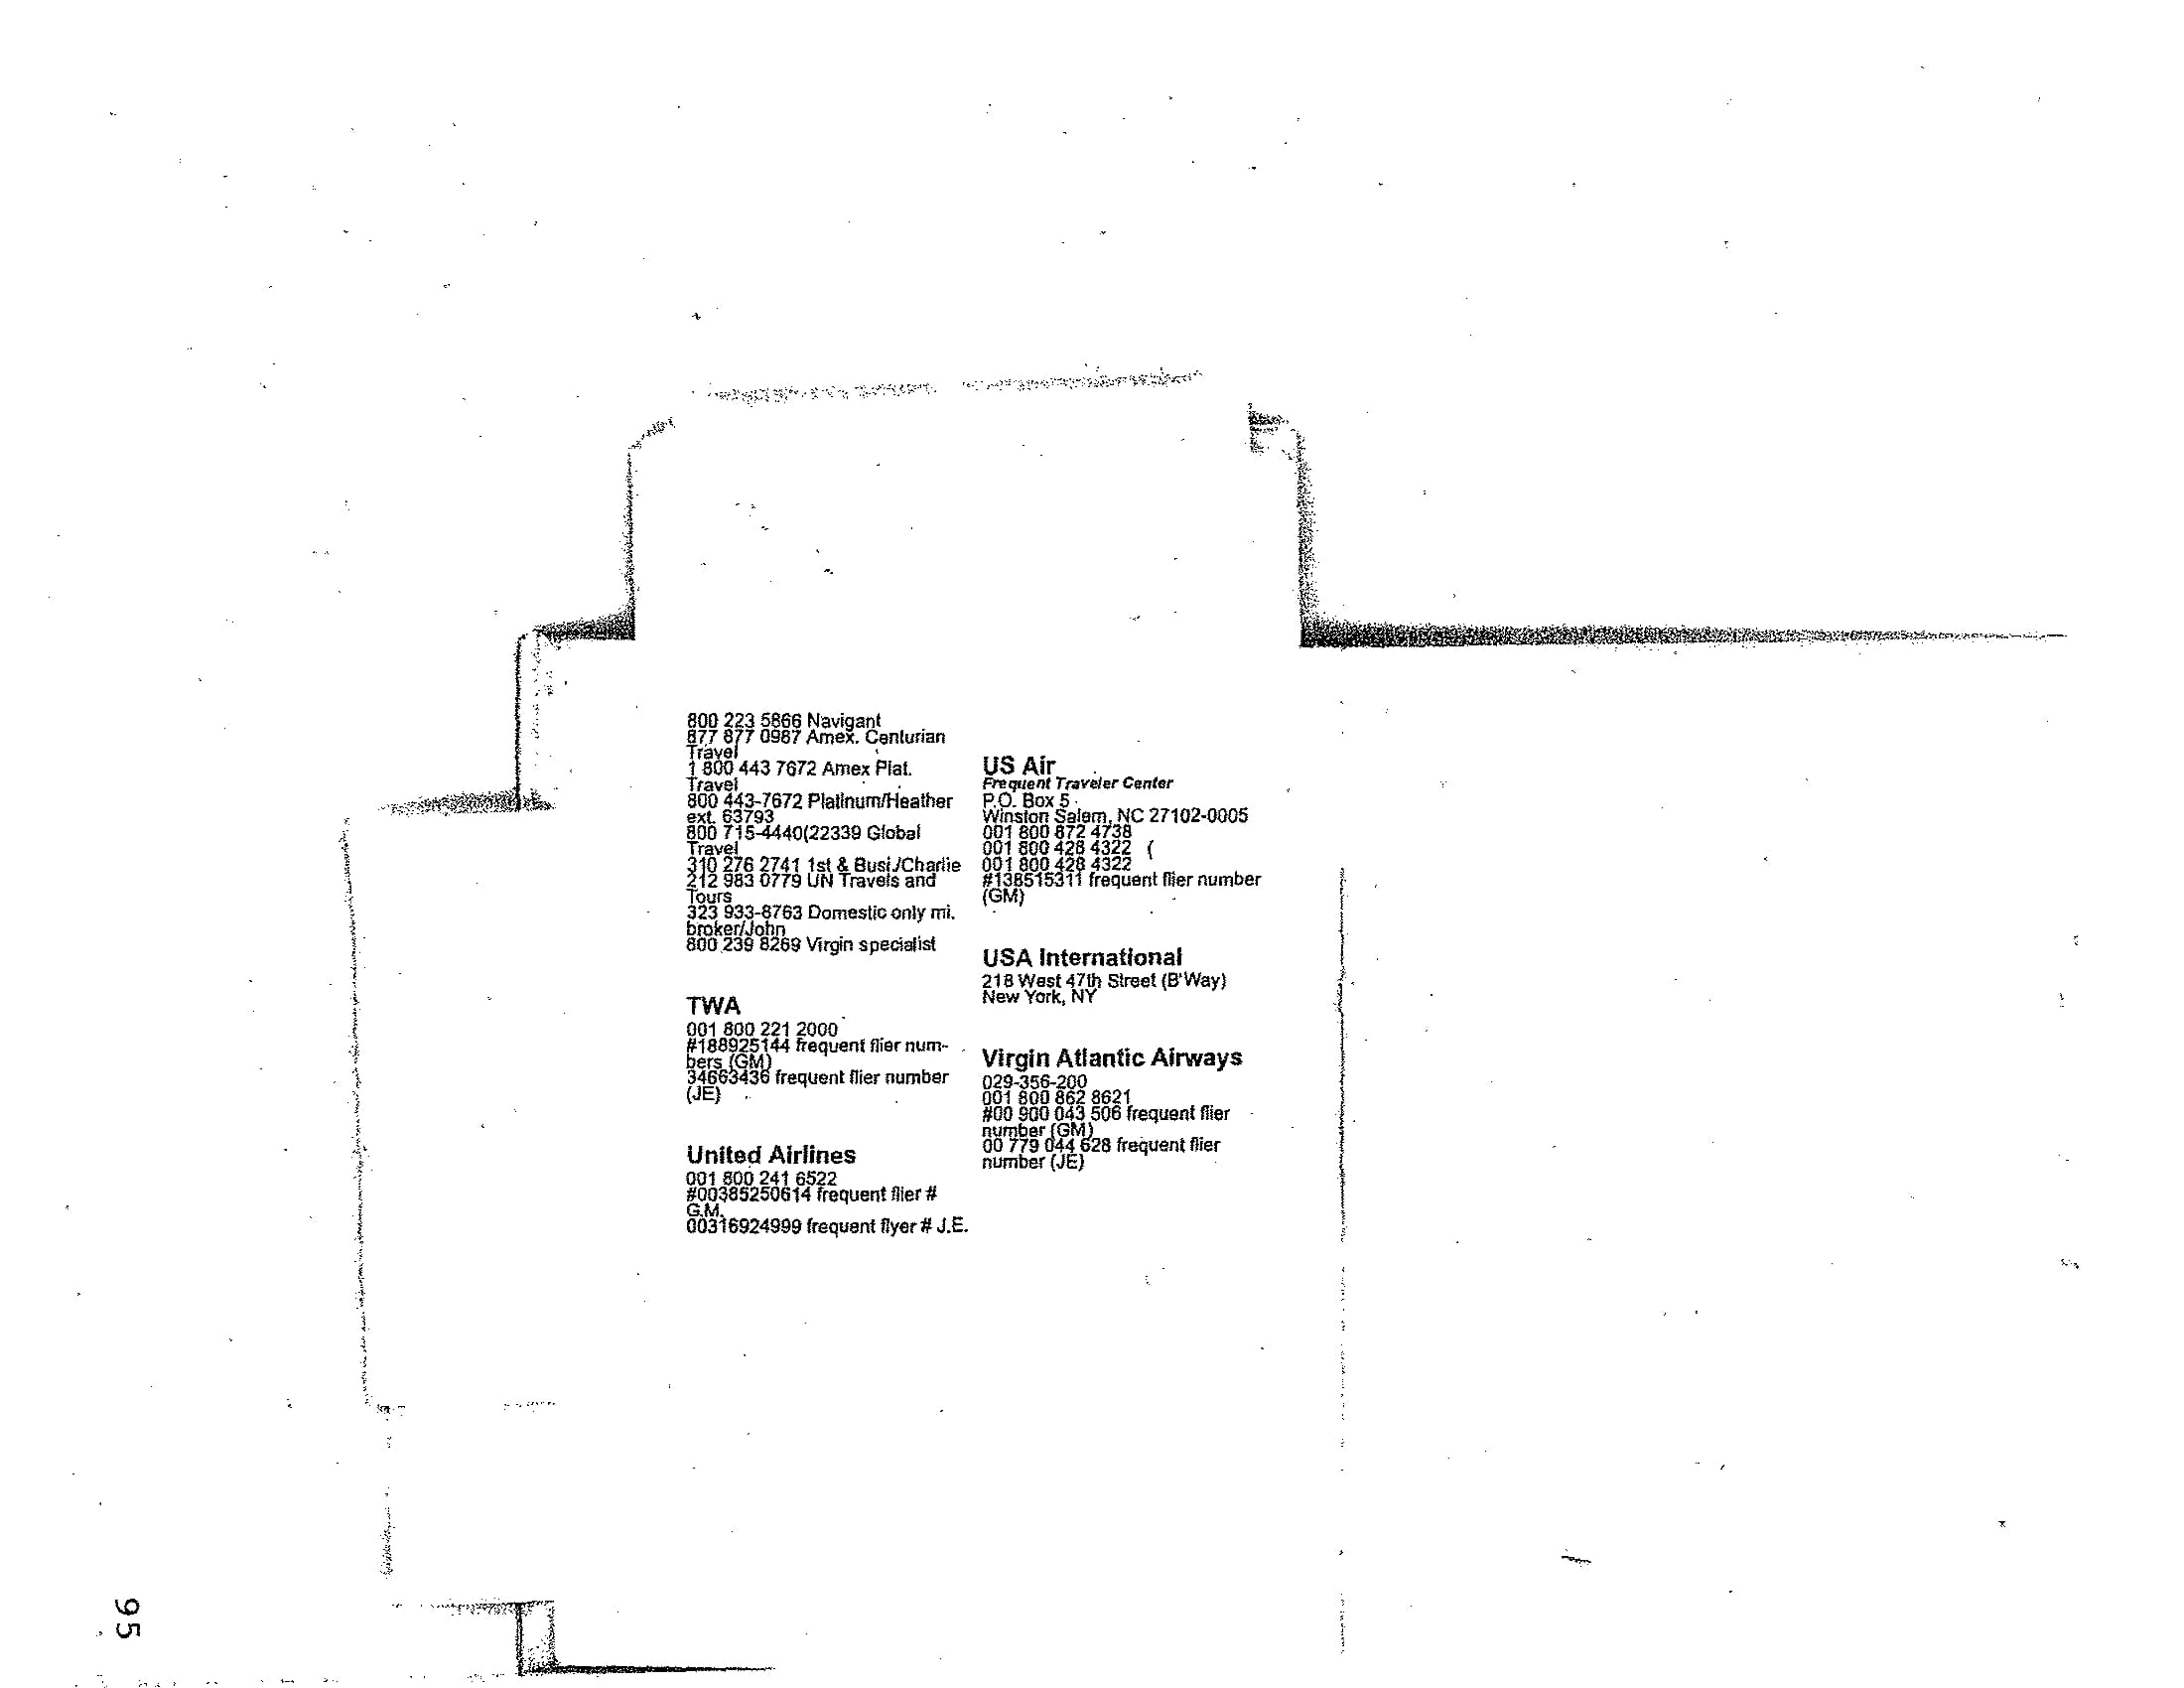 800 223 5866 Navigant
877 877 0987 Amex. Centurian
Travel
1 800 443 7672 Amex Plat.
Travel
800 443-7672 Platinum/Heather
ext. 63793
800 715-4440(22339 Global
Travel
310 276 2741 1st & Busi./Charlie
212 983 0779 UN Travels and
Tours
323 933-8763 Domestic only mi.
broker/John
800 239 8269 Virgin specialist
TWA
001 800 221 2000
#188925144 frequent flier num-
bers (GM)
34663436 frequent flier number
(JE)
United Airlines
001 800 241 6522
#00385250614 frequent flier #
G.M.
00316924999 frequent flyer # J.E.
US Air
Frequent Traveler Center
P.O. Box 5
Winston Salem, NC 27102-0005
001 800 872 4738
001 800 428 4322 (
001 800 428 4322
#138515311 frequent flier number
(GM)
USA International
218 West 47th Street (B'Way)
New York, NY
Virgin Atlantic Airways
029-356-200
001 800 862 8621
#00 900 043 506 frequent flier
number (GM)
00 779 044 628 frequent flier
number (JE)
95